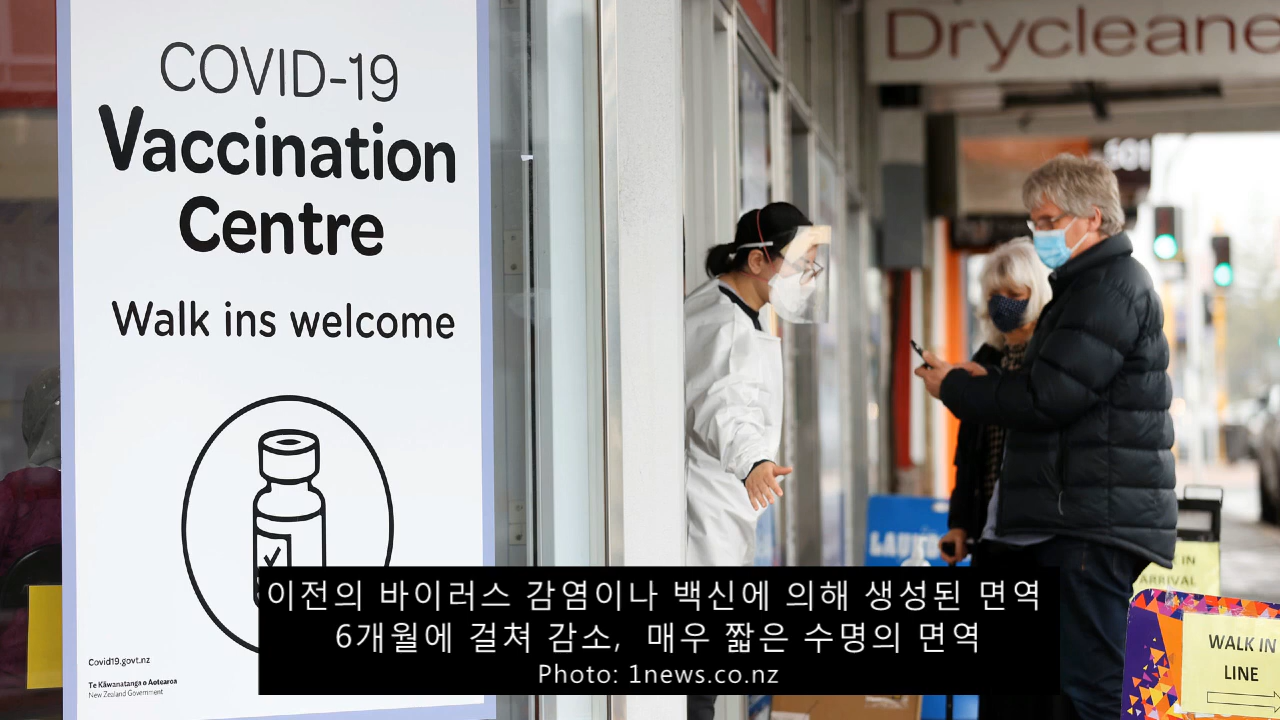 COVID-19
Vaccination
Centre
Walk ins welcome
Covid19.govt.nz
Te Kāwanatanga o Aotearoa
New Zealand Government
Drycleane
501
이전의 바이러스 감염이나 백신에 의해 생성된 면역
6개월에 걸쳐 감소, 매우 짧은 수명의 면역
Photo: 1news.co.nz
IN
ARRIVAL
WALK IN
LINE